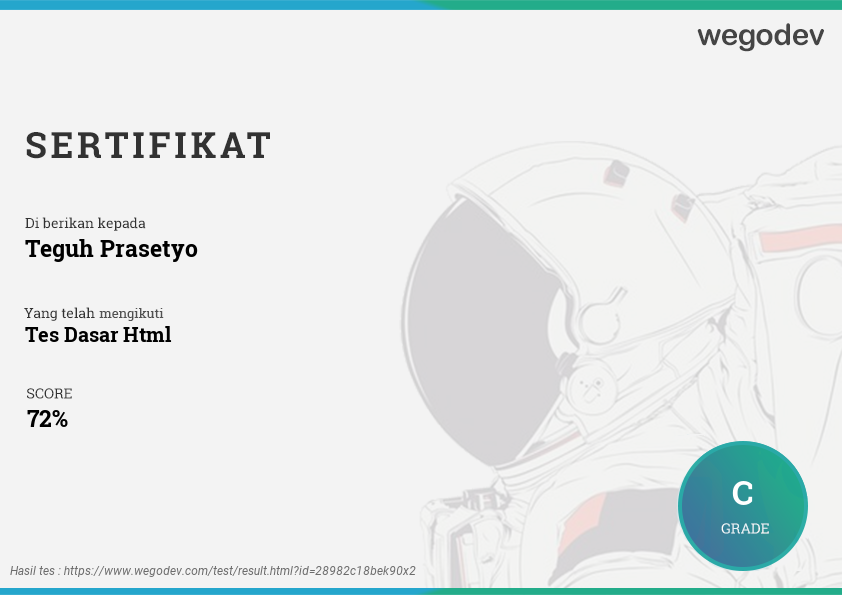 wegodev
SERTIFIKAT
Di berikan kepada
Teguh Prasetyo
Yang telah mengikuti
Tes Dasar Html
SCORE
72%
C
GRADE
Hasil tes : https://www.wegodev.com/test/result.html?id=28982c18bek90x2